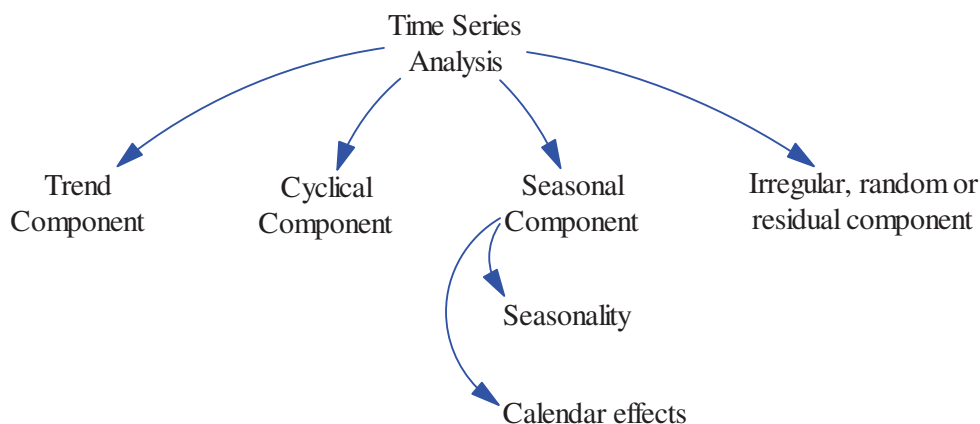 Time Series
Analysis
Trend
Component
Cyclical
Component
Seasonal
Component
Irregular, random or
residual component
Seasonality
Calendar effects